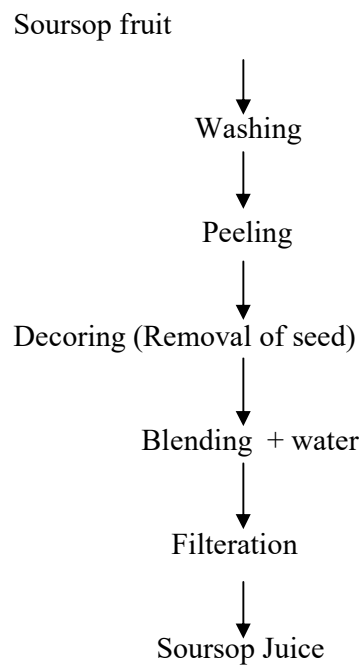 Soursop fruit
Washing
Peeling
Decoring (Removal of seed)
Blending + water
Filteration
Soursop Juice